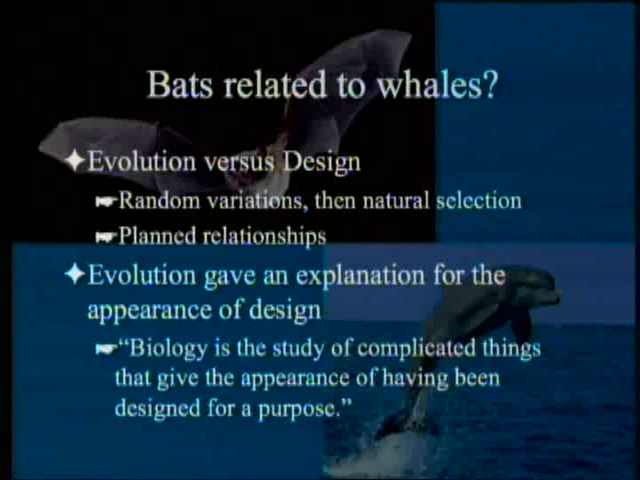 Bats related to whales?
Evolution versus Design
Random variations, then natural selection
Planned relationships
Evolution gave an explanation for the
appearance of design
“Biology is the study of complicated things
that give the appearance of having been
designed for a purpose.”